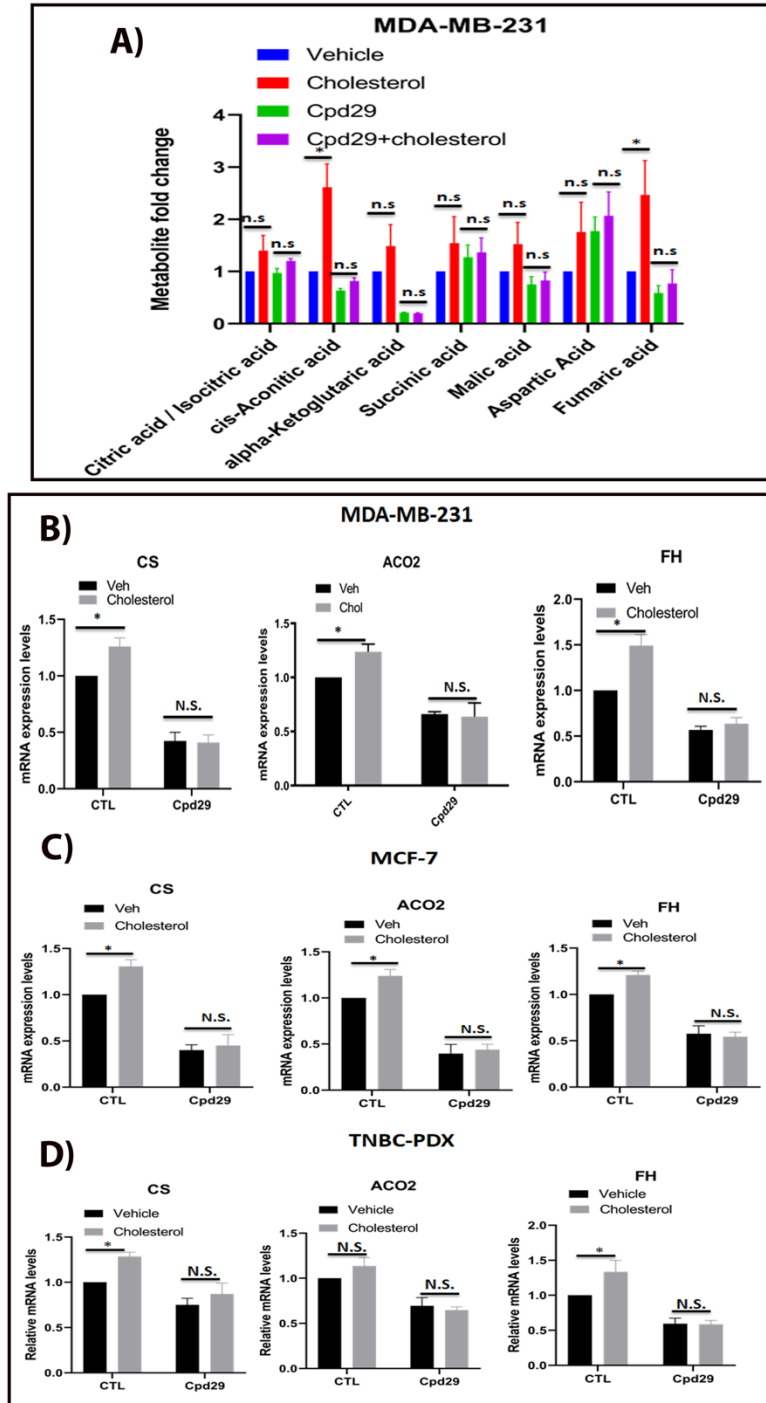 A)
MDA-MB-231
Vehicle
Cholesterol
Cpd29
Cpd29+cholesterol
Metabolite fold change
4
3
2
1
0
n.s
n.s
*
n.s
n.s
n.s
n.s
n.s
n.s
n.s
n.s
n.s
*
n.s
Citric acid / Isocitric acid
cis-Aconitic acid
alpha-Ketoglutaric acid
Succinic acid
Malic acid
Aspartic Acid
Fumaric acid
B)
MDA-MB-231
CS
Veh
Cholesterol
mRNA expression levels
1.5
1.0
0.5
0.0
*
N.S.
CTL
Cpd29
ACO2
Veh
Chol
mRNA expression levels
1.5
1.0
0.5
0.0
*
N.S.
CTL
Cpd29
FH
Veh
Cholesterol
mRNA expression levels
2.0
1.5
1.0
0.5
0.0
*
N.S.
CTL
Cpd29
C)
MCF-7
CS
Veh
Cholesterol
mRNA expression levels
1.5
1.0
0.5
0.0
*
N.S.
CTL
Cpd29
ACO2
Veh
Cholesterol
mRNA expression levels
1.5
1.0
0.5
0.0
*
N.S.
CTL
Cpd29
FH
Veh
Cholesterol
mRNA expression levels
1.5
1.0
0.5
0.0
*
N.S.
CTL
Cpd29
D)
TNBC-PDX
CS
Vehicle
Cholesterol
Relative mRNA levels
1.5
1.0
0.5
0.0
*
N.S.
CTL
Cpd29
ACO2
Vehicle
Cholesterol
Relative mRNA levels
1.5
1.0
0.5
0.0
N.S.
N.S.
CTL
Cpd29
FH
Vehicle
Cholesterol
Relative mRNA levels
2.0
1.5
1.0
0.5
0.0
*
N.S.
CTL
Cpd29